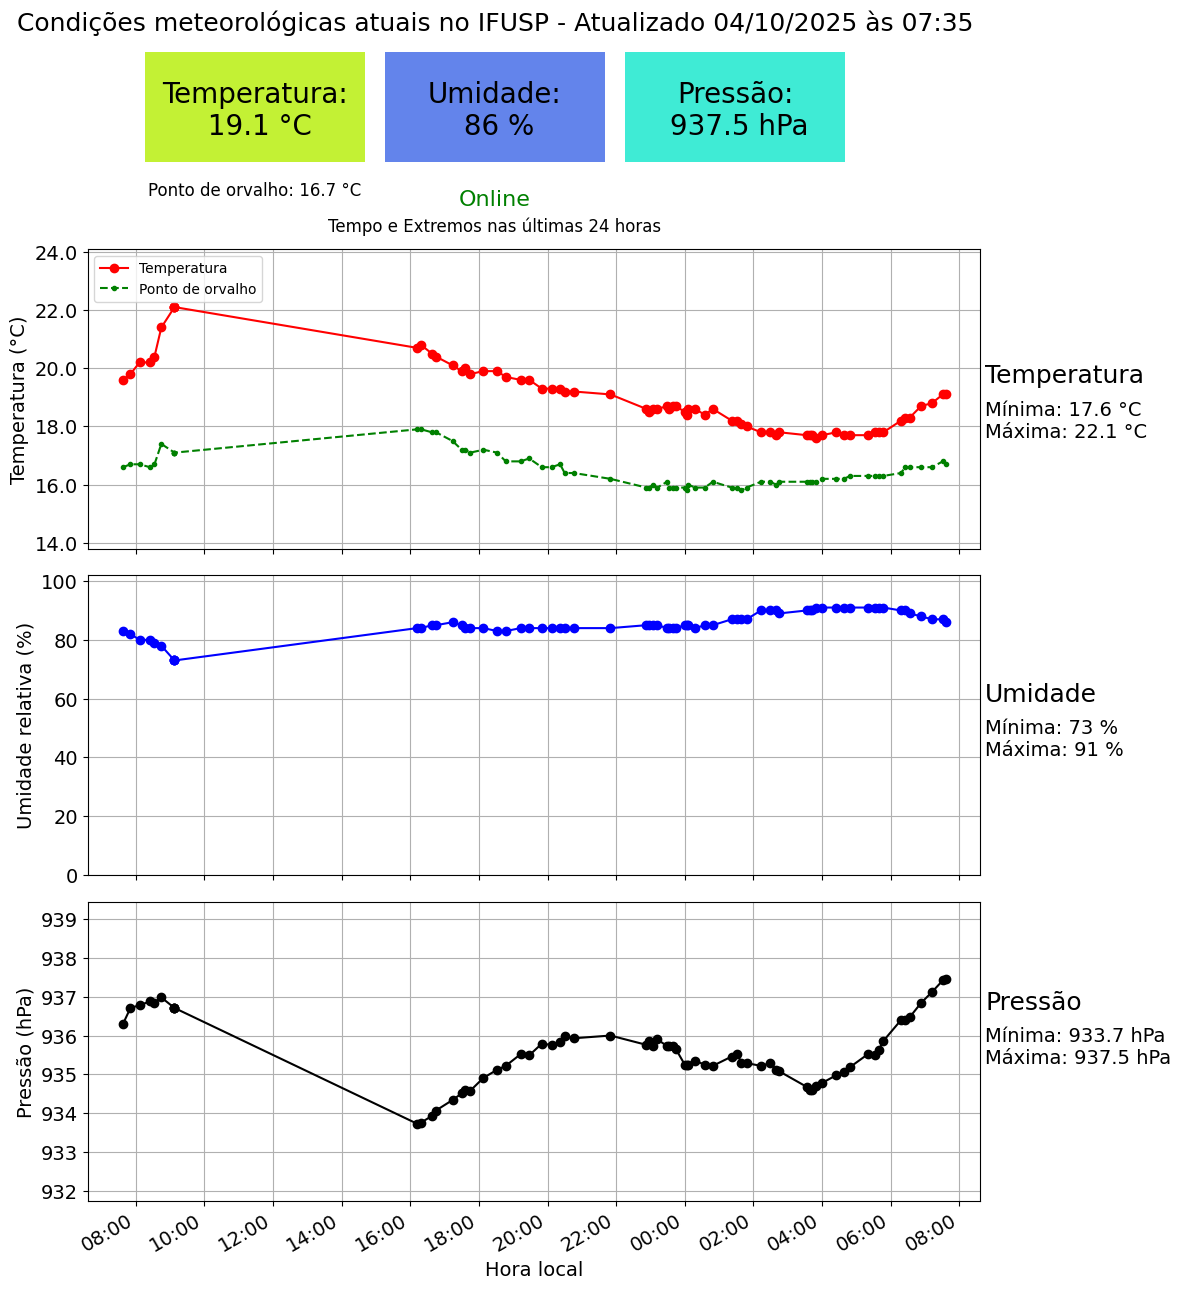 Condições meteorológicas atuais no IFUSP - Atualizado 04/10/2025 às 07:35
Temperatura:
19.1 °C
Umidade:
86 %
Pressão:
937.5 hPa
Ponto de orvalho: 16.7 °C
Online
Tempo e Extremos nas últimas 24 horas
Temperatura (°C)
24.0
22.0
20.0
18.0
16.0
14.0
Temperatura
Ponto de orvalho
Temperatura
Mínima: 17.6 °C
Máxima: 22.1 °C
Umidade relativa (%)
100
80
60
40
20
0
Umidade
Mínima: 73 %
Máxima: 91 %
Pressão (hPa)
939
938
937
936
935
934
933
932
Pressão
Mínima: 933.7 hPa
Máxima: 937.5 hPa
08:00
10:00
12:00
14:00
16:00
18:00
20:00
22:00
00:00
02:00
04:00
06:00
08:00
Hora local